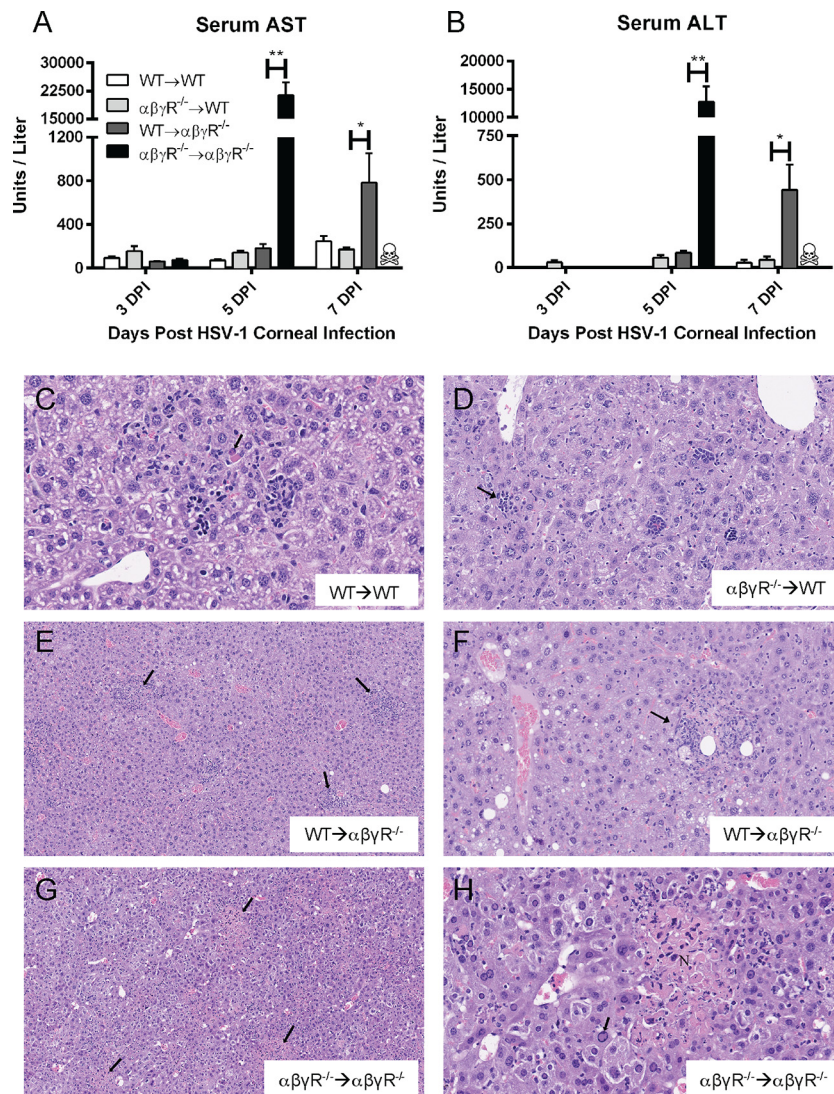 A
Serum AST
Units / Liter
30000
22500
15000
1200
800
400
0
WT→WT
αβγR⁻/⁻→WT
WT→αβγR⁻/⁻
αβγR⁻/⁻→αβγR⁻/⁻
**
*
3 DPI
5 DPI
7 DPI
Days Post HSV-1 Corneal Infection
B
Serum ALT
Units / Liter
20000
15000
10000
750
500
250
0
**
*
3 DPI
5 DPI
7 DPI
Days Post HSV-1 Corneal Infection
C
WT→WT
D
αβγR⁻/⁻→WT
E
WT→αβγR⁻/⁻
F
WT→αβγR⁻/⁻
G
αβγR⁻/⁻→αβγR⁻/⁻
H
N
αβγR⁻/⁻→αβγR⁻/⁻